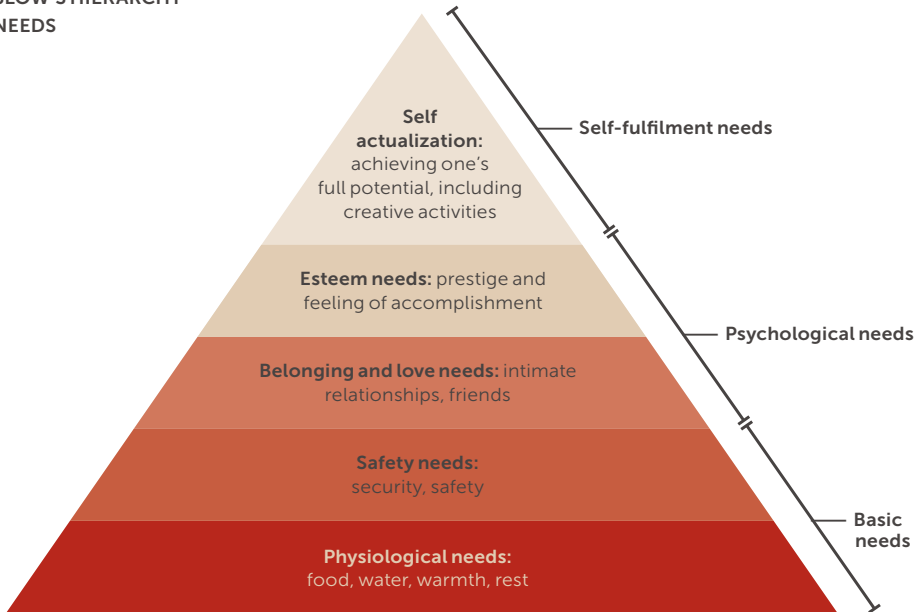 NEEDS
Self
actualization:
achieving one's
full potential, including
creative activities
Self-fulfilment needs
Esteem needs: prestige and
feeling of accomplishment
Psychological needs
Belonging and love needs: intimate
relationships, friends
Safety needs:
security, safety
Basic
needs
Physiological needs:
food, water, warmth, rest